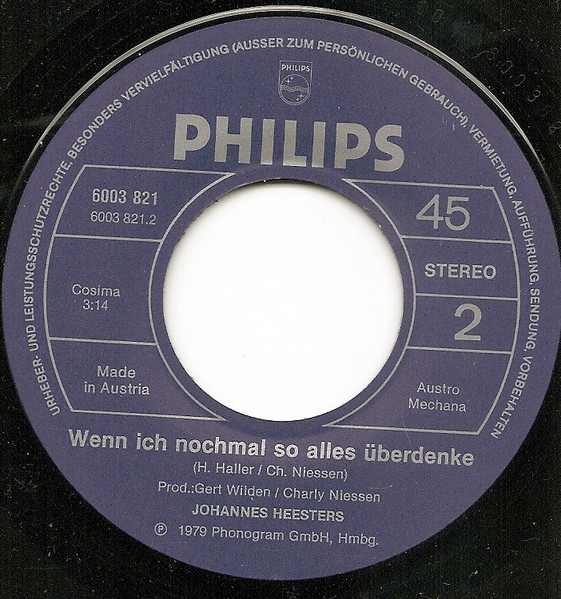 URHEBER- UND LEISTUNGSSCHUTZRECHTE, BESONDERS VERVIELFÄLTIGUNG (AUSSER ZUM PERSÖNLICHEN GEBRAUCH), VERMIETUNG, AUFFÜHRUNG, SENDUNG, VORBEHALTEN
PHILIPS
PHILIPS
6003 821
6003 821.2
45
STEREO
Cosima
3:14
2
Made
in Austria
Austro
Mechana
Wenn ich nochmal so alles überdenke
(H. Haller / Ch. Niessen)
Prod.:Gert Wilden / Charly Niessen
JOHANNES HEESTERS
℗ 1979 Phonogram GmbH, Hmbg.